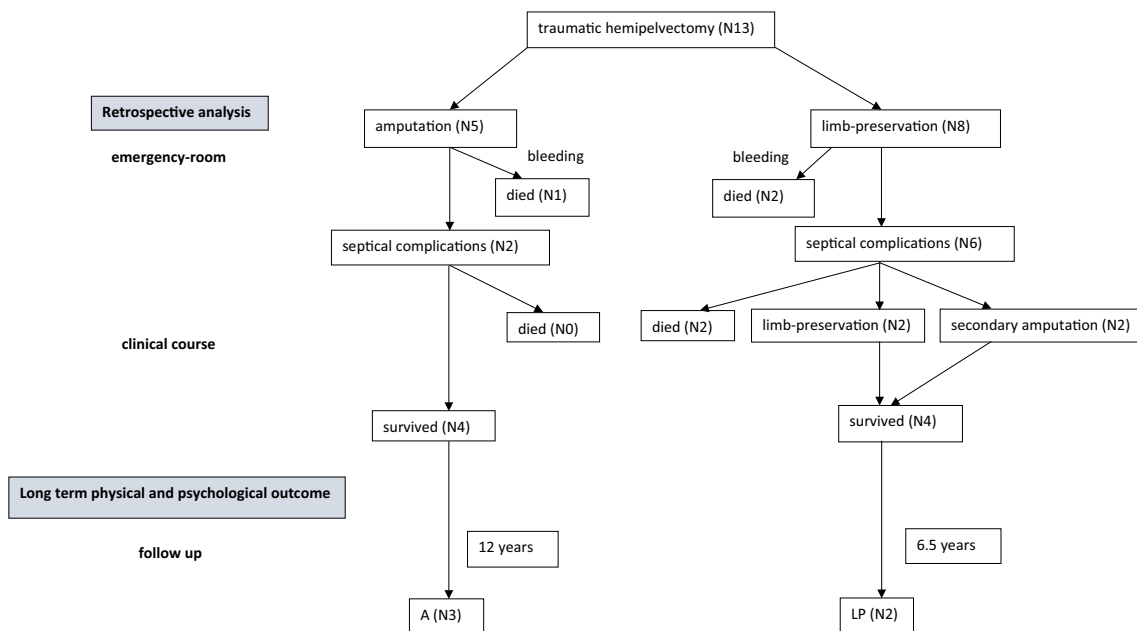 traumatic hemipelvectomy (N13)
Retrospective analysis
amputation (N5)
limb-preservation (N8)
emergency-room
bleeding
bleeding
died (N1)
died (N2)
septical complications (N2)
septical complications (N6)
died (N0)
died (N2)
limb-preservation (N2)
secondary amputation (N2)
clinical course
survived (N4)
survived (N4)
Long term physical and psychological outcome
12 years
6.5 years
follow up
A (N3)
LP (N2)